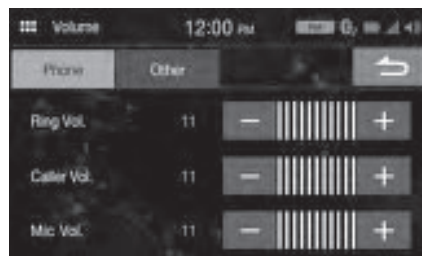 Volume 12:00 PM
Phone Other
Ring Vol. 11 − +
Caller Vol. 11 − +
Mic Vol. 11 − +